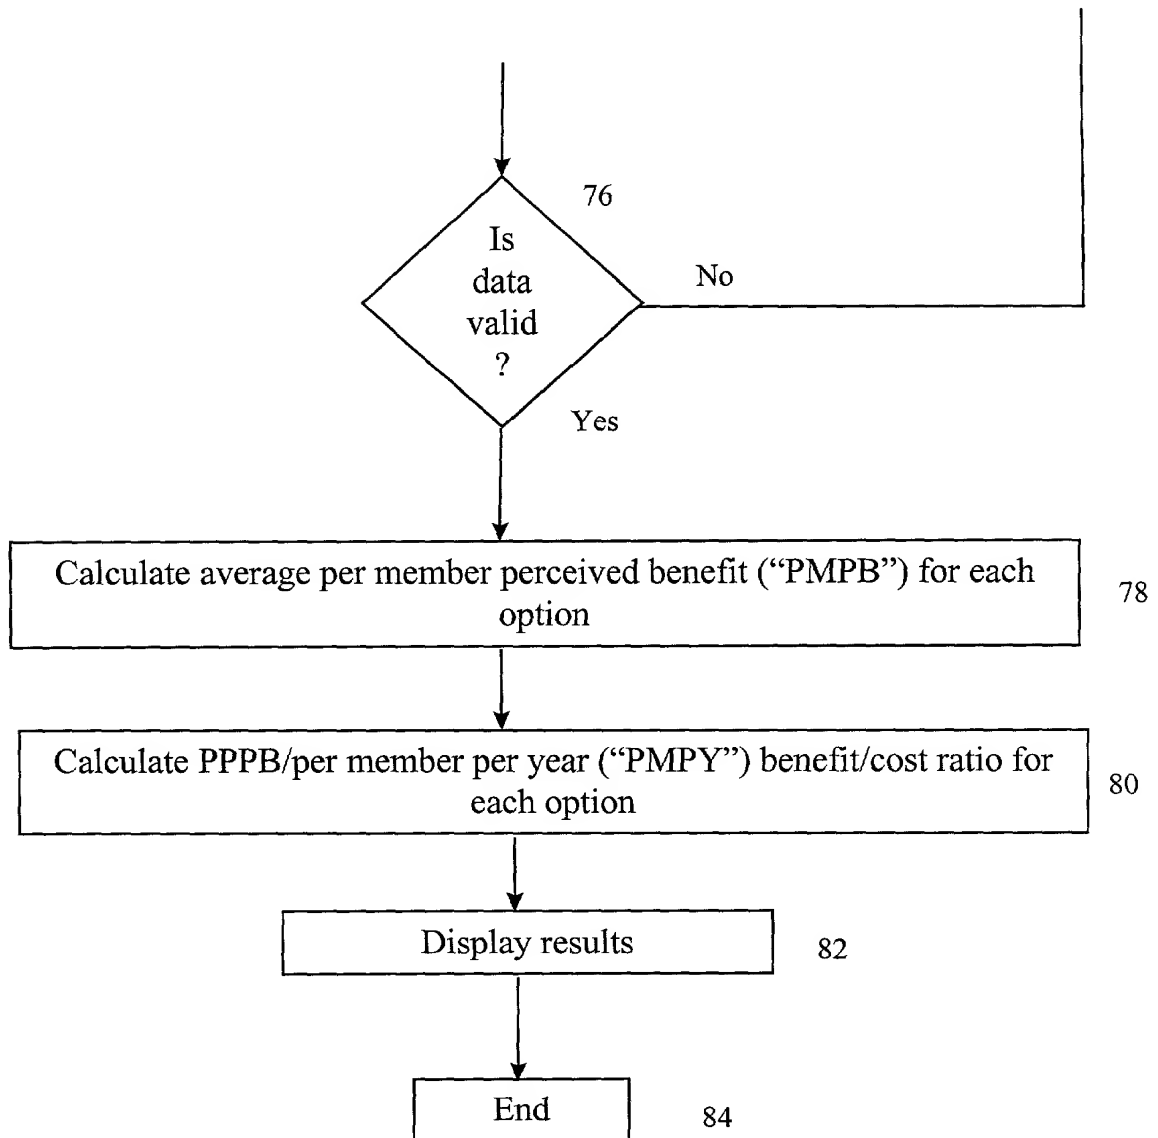 76
Is
data
valid
?
No
Yes
Calculate average per member perceived benefit (“PMPB”) for each
option
78
Calculate PPPB/per member per year (“PMPY”) benefit/cost ratio for
each option
80
Display results
82
End
84